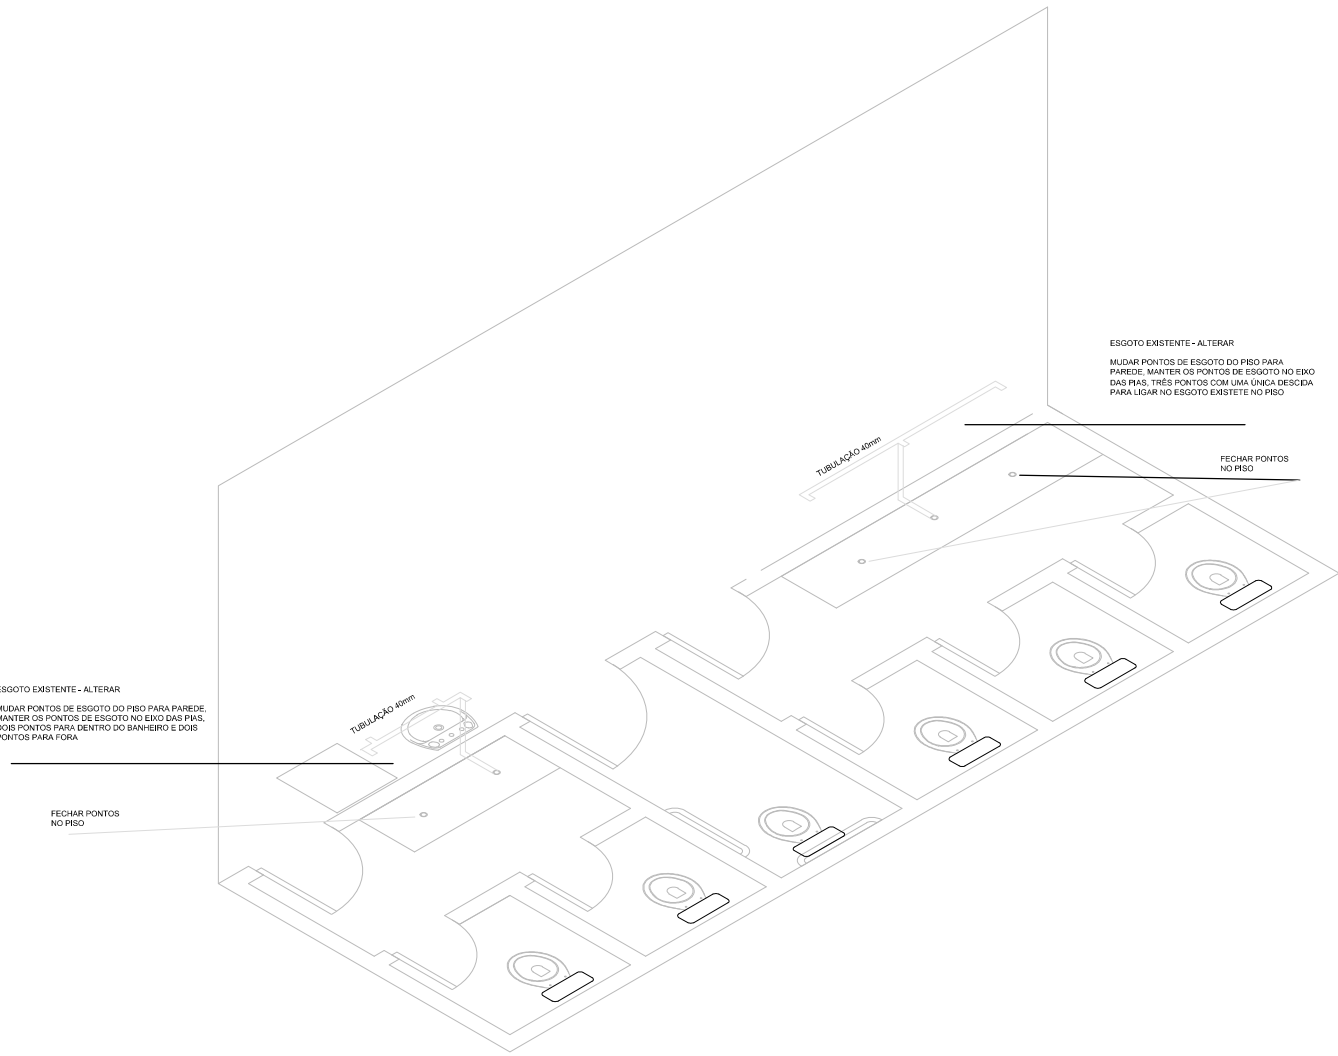 ESGOTO EXISTENTE - ALTERAR
MUDAR PONTOS DE ESGOTO DO PISO PARA
PAREDE, MANTER OS PONTOS DE ESGOTO NO EIXO
DAS PIAS, TRÊS PONTOS COM UMA ÚNICA DESCIDA
PARA LIGAR NO ESGOTO EXISTETE NO PISO
TUBULAÇÃO 40mm
FECHAR PONTOS
NO PISO
ESGOTO EXISTENTE - ALTERAR
MUDAR PONTOS DE ESGOTO DO PISO PARA PAREDE,
MANTER OS PONTOS DE ESGOTO NO EIXO DAS PIAS,
DOIS PONTOS PARA DENTRO DO BANHEIRO E DOIS
PONTOS PARA FORA
TUBULAÇÃO 40mm
FECHAR PONTOS
NO PISO